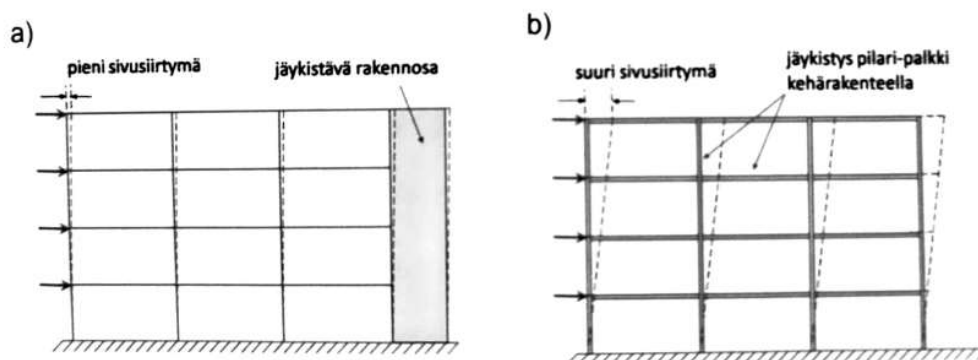 a)
pieni sivusiirtymä
jäykistävä rakennosa
b)
suuri sivusiirtymä
jäykistys pilari-palkki
kehärakenteella